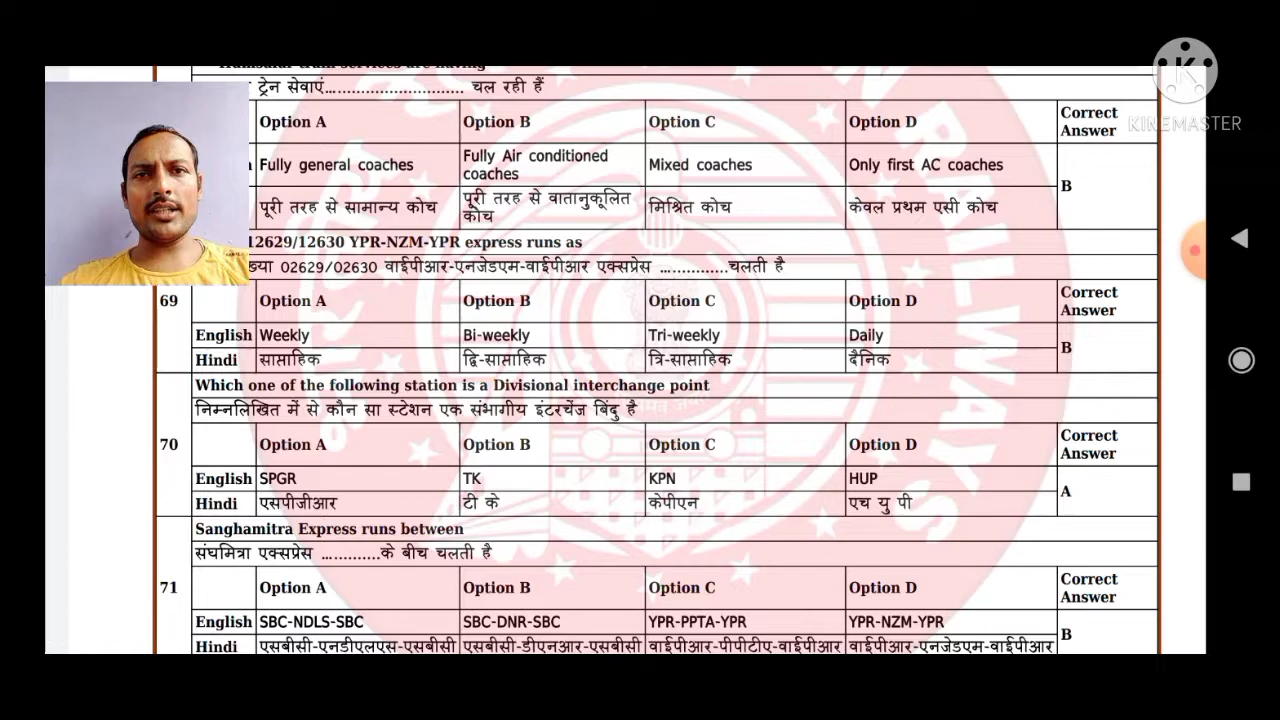 Humsafar train services are having
ट्रेन सेवाएं............................. चल रही हैं
Option A Option B Option C Option D Correct Answer
Fully general coaches Fully Air conditioned coaches Mixed coaches Only first AC coaches B
पूरी तरह से सामान्य कोच पूरी तरह से वातानुकूलित कोच मिश्रित कोच केवल प्रथम एसी कोच
12629/12630 YPR-NZM-YPR express runs as
ख्या 02629/02630 वाईपीआर-एनजेडएम-वाईपीआर एक्सप्रेस ...............चलती है
69 Option A Option B Option C Option D Correct Answer
English Weekly Bi-weekly Tri-weekly Daily B
Hindi साप्ताहिक द्वि-साप्ताहिक त्रि-साप्ताहिक दैनिक
Which one of the following station is a Divisional interchange point
निम्नलिखित में से कौन सा स्टेशन एक संभागीय इंटरचेंज बिंदु है
70 Option A Option B Option C Option D Correct Answer
English SPGR TK KPN HUP A
Hindi एसपीजीआर टी के केपीएन एच यु पी
Sanghamitra Express runs between
संघमित्रा एक्सप्रेस .............के बीच चलती है
71 Option A Option B Option C Option D Correct Answer
English SBC-NDLS-SBC SBC-DNR-SBC YPR-PPTA-YPR YPR-NZM-YPR B
Hindi एसबीसी-एनडीएलएस-एसबीसी एसबीसी-डीएनआर-एसबीसी वाईपीआर-पीपीटीए-वाईपीआर वाईपीआर-एनजेडएम-वाईपीआर
K
KINEMASTER
RAILWAYS